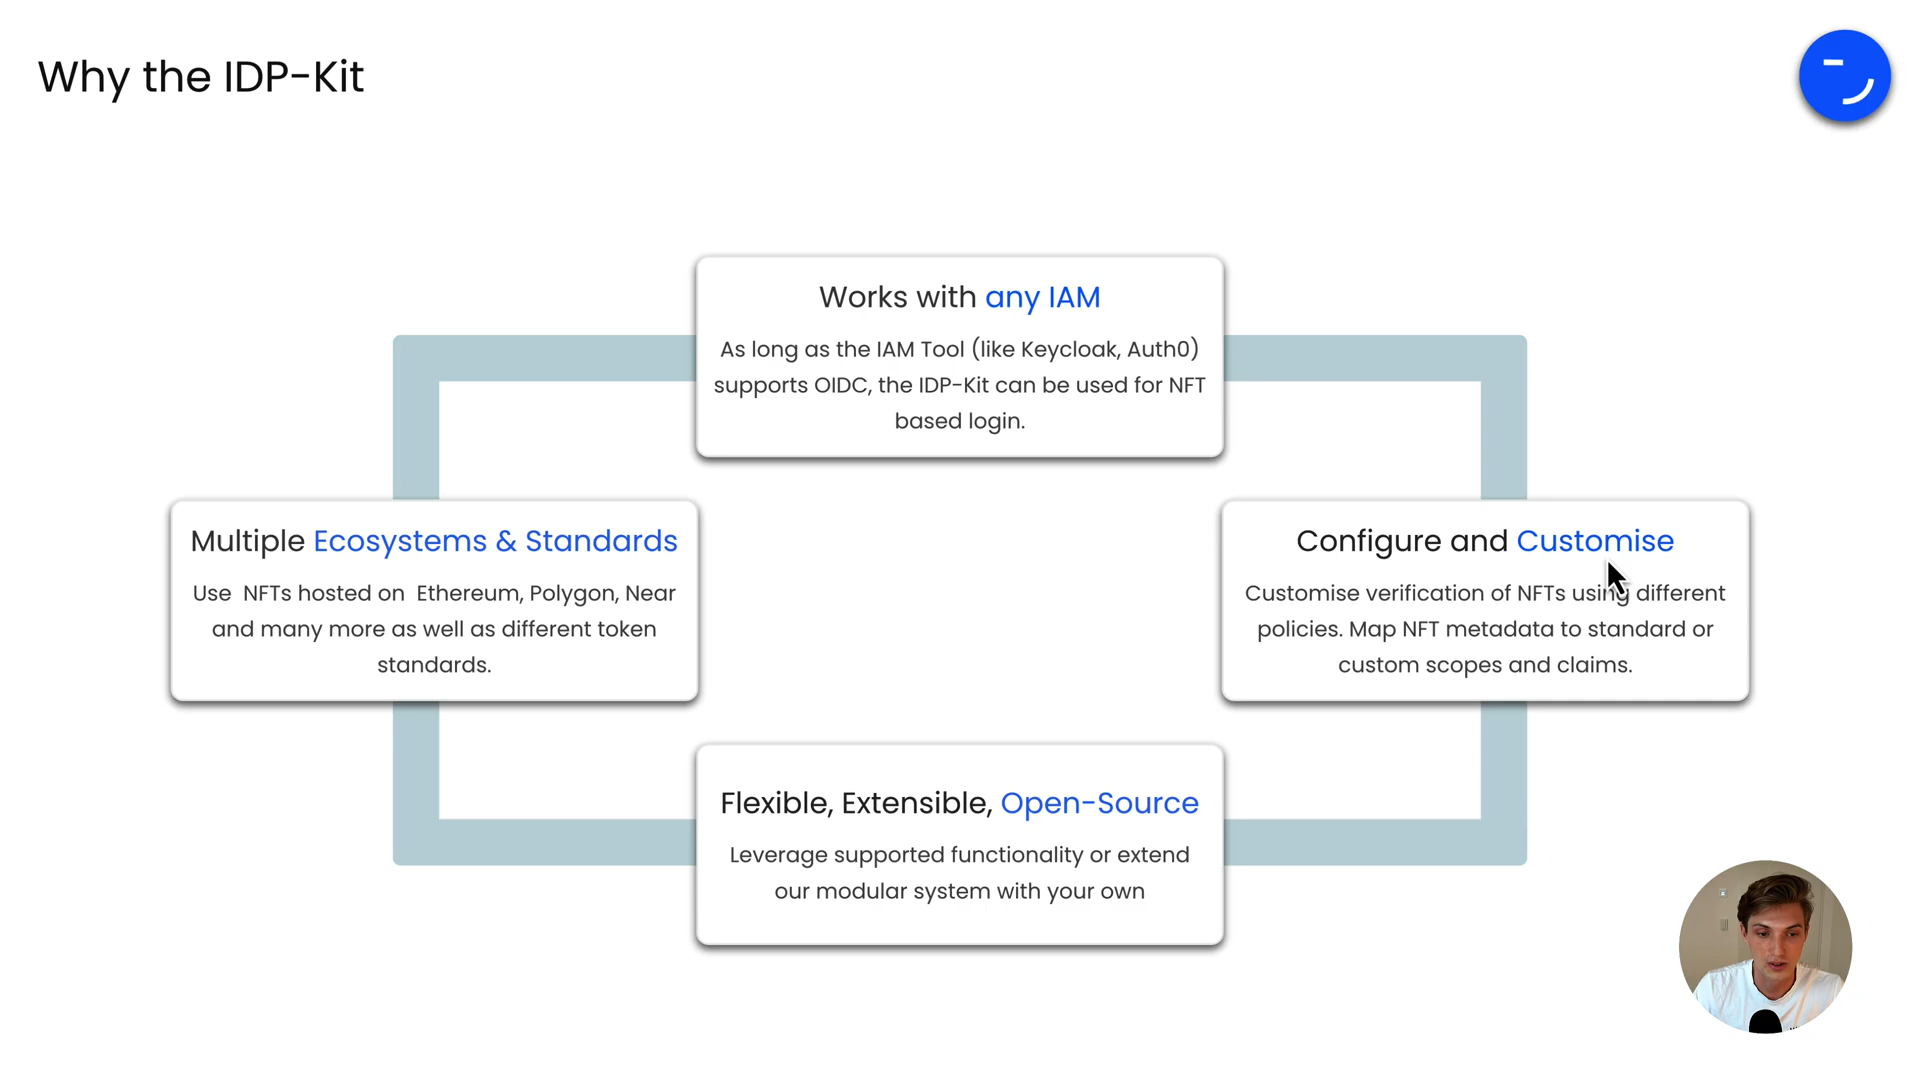 Why the IDP-Kit
Works with any IAM
As long as the IAM Tool (like Keycloak, Auth0)
supports OIDC, the IDP-Kit can be used for NFT
based login.
Multiple Ecosystems & Standards
Use NFTs hosted on Ethereum, Polygon, Near
and many more as well as different token
standards.
Configure and Customise
Customise verification of NFTs using different
policies. Map NFT metadata to standard or
custom scopes and claims.
Flexible, Extensible, Open-Source
Leverage supported functionality or extend
our modular system with your own